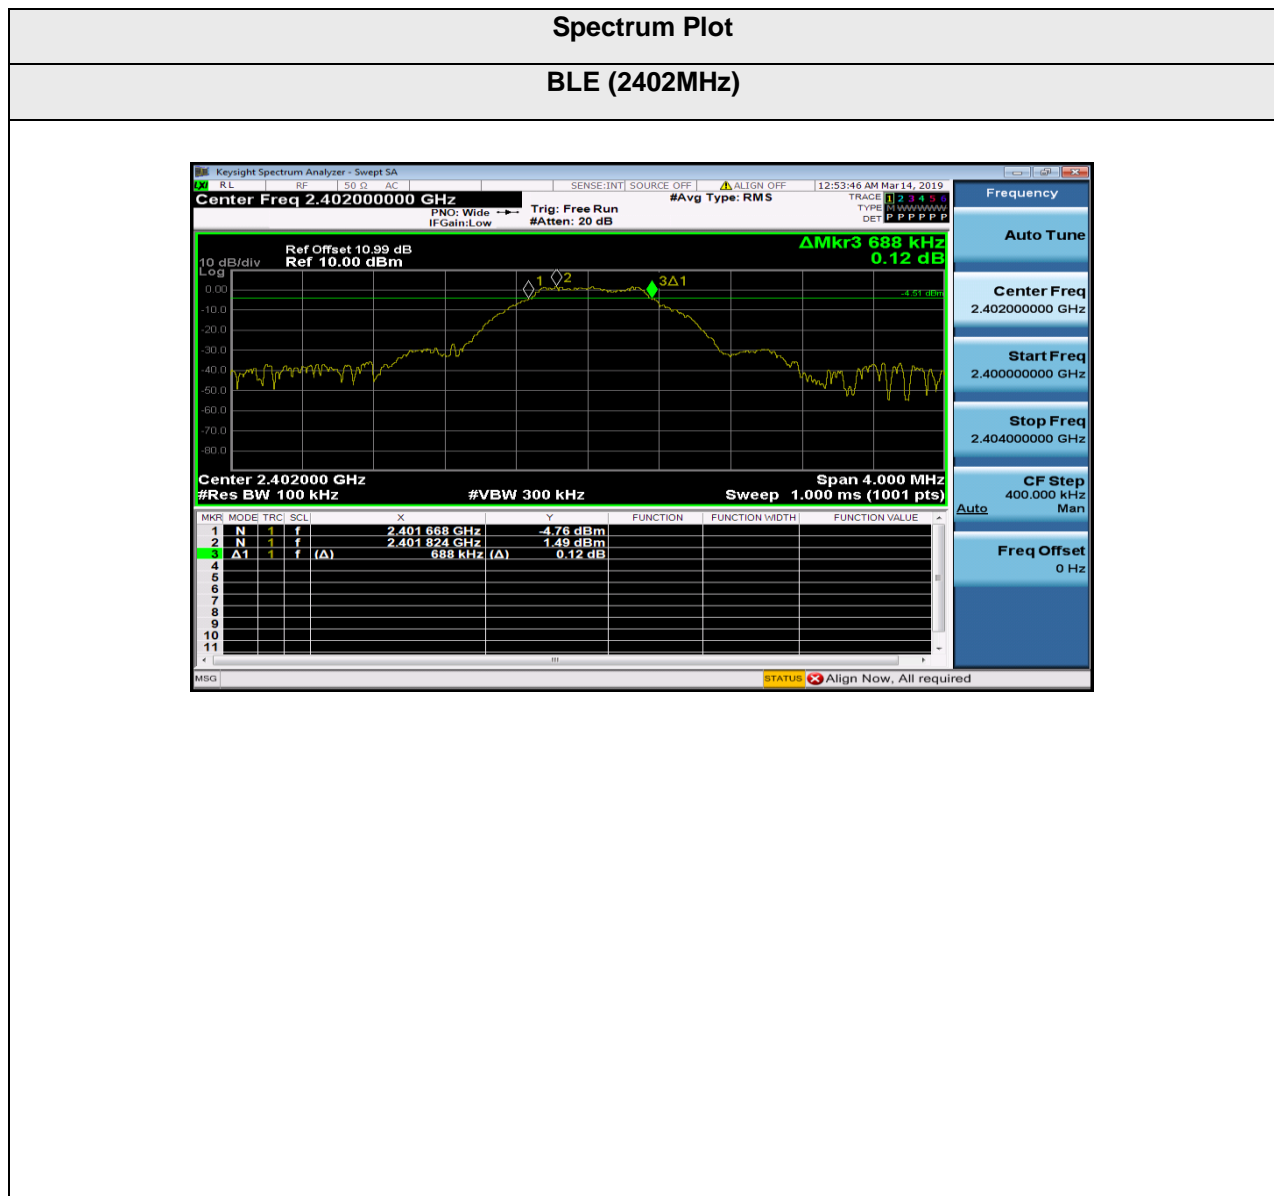 Spectrum Plot
BLE (2402MHz)
Keysight Spectrum Analyzer - Swept SA
LXI RL RF 50 Ω AC SENSE:INT SOURCE OFF ALIGN OFF 12:53:46 AM Mar 14, 2019
Center Freq 2.402000000 GHz #Avg Type: RMS TRACE 1 2 3 4 5 6
PNO: Wide Trig: Free Run TYPE M WWWWW
IFGain:Low #Atten: 20 dB DET P P P P P P
Frequency
Auto Tune
Center Freq
2.402000000 GHz
Start Freq
2.400000000 GHz
Stop Freq
2.404000000 GHz
CF Step
400.000 kHz
Auto Man
Freq Offset
0 Hz
ΔMkr3 688 kHz
0.12 dB
Ref Offset 10.99 dB
10 dB/div Ref 10.00 dBm
Log
1 2 3Δ1
0.00
-4.51 dBm
-10.0
-20.0
-30.0
-40.0
-50.0
-60.0
-70.0
-80.0
Center 2.402000 GHz Span 4.000 MHz
#Res BW 100 kHz #VBW 300 kHz Sweep 1.000 ms (1001 pts)
MKR MODE TRC SCL X Y FUNCTION FUNCTION WIDTH FUNCTION VALUE
1 N 1 f 2.401 668 GHz -4.76 dBm
2 N 1 f 2.401 824 GHz 1.49 dBm
3 Δ1 1 f (Δ) 688 kHz (Δ) 0.12 dB
4
5
6
7
8
9
10
11
MSG STATUS Align Now, All required